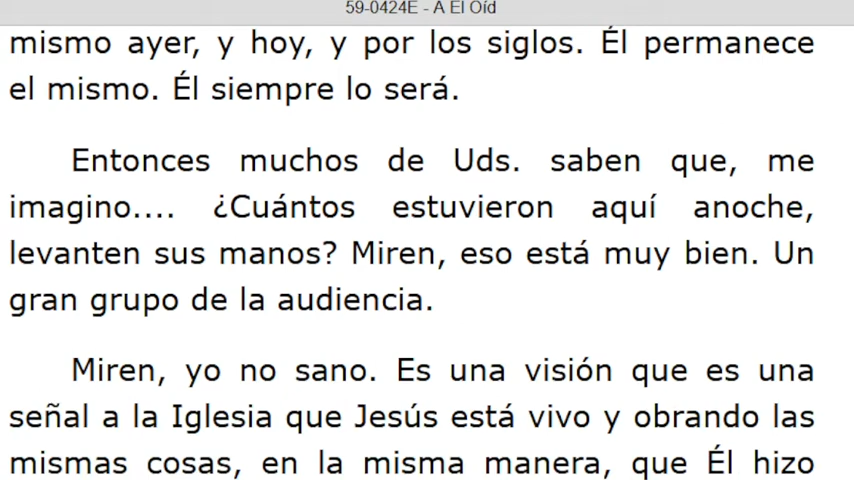 59-0424E - A Él Oíd
mismo ayer, y hoy, y por los siglos. Él permanece
el mismo. Él siempre lo será.
Entonces muchos de Uds. saben que, me
imagino.... ¿Cuántos estuvieron aquí anoche,
levanten sus manos? Miren, eso está muy bien. Un
gran grupo de la audiencia.
Miren, yo no sano. Es una visión que es una
señal a la Iglesia que Jesús está vivo y obrando las
mismas cosas, en la misma manera, que Él hizo